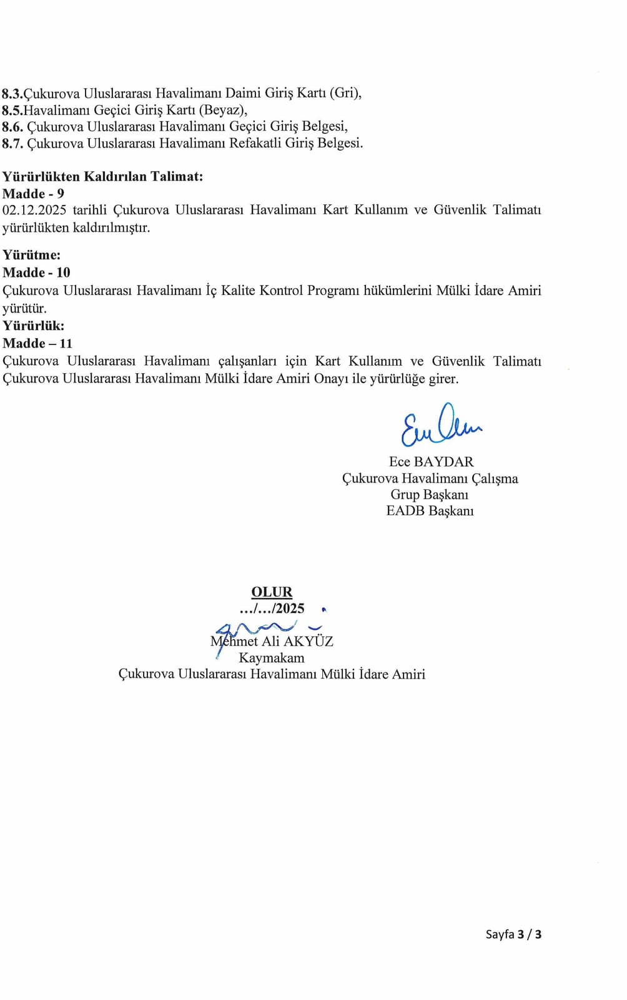 8.3.Çukurova Uluslararası Havalimanı Daimi Giriş Kartı (Gri),
8.5.Havalimanı Geçici Giriş Kartı (Beyaz),
8.6. Çukurova Uluslararası Havalimanı Geçici Giriş Belgesi,
8.7. Çukurova Uluslararası Havalimanı Refakatli Giriş Belgesi.
Yürürlükten Kaldırılan Talimat:
Madde - 9
02.12.2025 tarihli Çukurova Uluslararası Havalimanı Kart Kullanım ve Güvenlik Talimatı
yürürlükten kaldırılmıştır.
Yürütme:
Madde - 10
Çukurova Uluslararası Havalimanı İç Kalite Kontrol Programı hükümlerini Mülki İdare Amiri
yürütür.
Yürürlük:
Madde – 11
Çukurova Uluslararası Havalimanı çalışanları için Kart Kullanım ve Güvenlik Talimatı
Çukurova Uluslararası Havalimanı Mülki İdare Amiri Onayı ile yürürlüğe girer.
Ece BAYDAR
Çukurova Havalimanı Çalışma
Grup Başkanı
EADB Başkanı
OLUR
.../.../2025
Mehmet Ali AKYÜZ
Kaymakam
Çukurova Uluslararası Havalimanı Mülki İdare Amiri
Sayfa 3 / 3